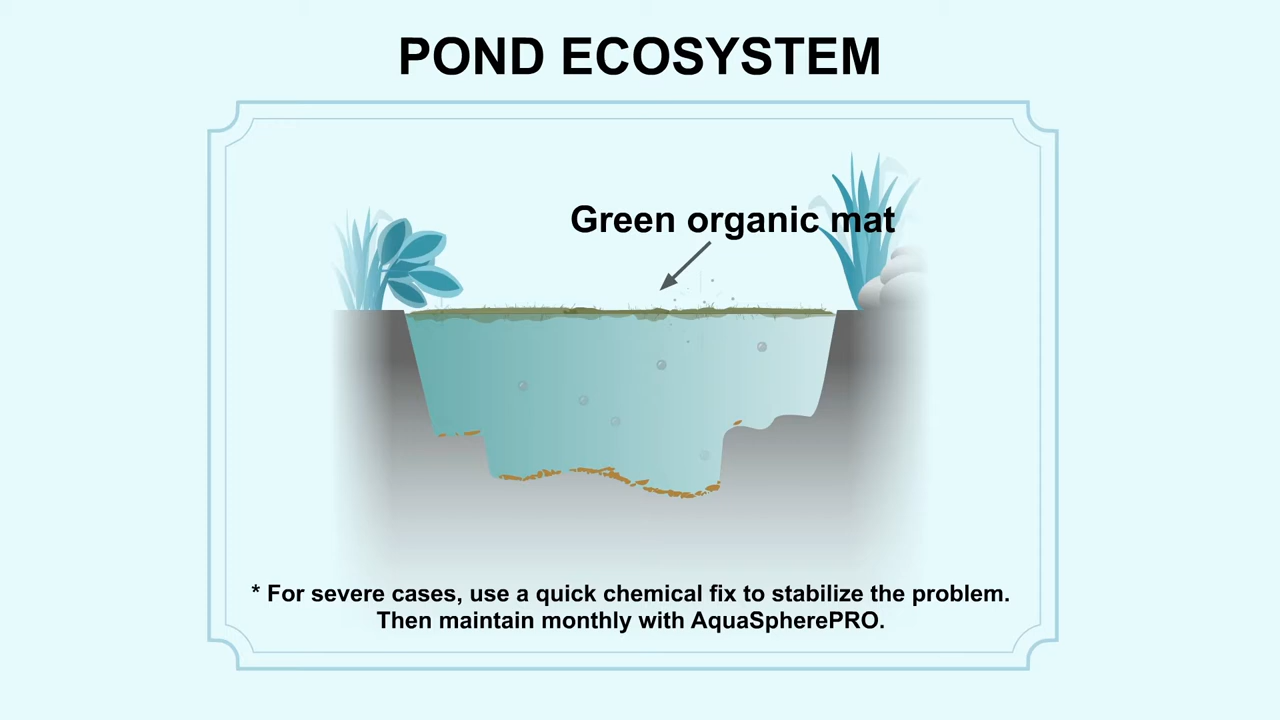 POND ECOSYSTEM
Green organic mat
* For severe cases, use a quick chemical fix to stabilize the problem.
Then maintain monthly with AquaSpherePRO.